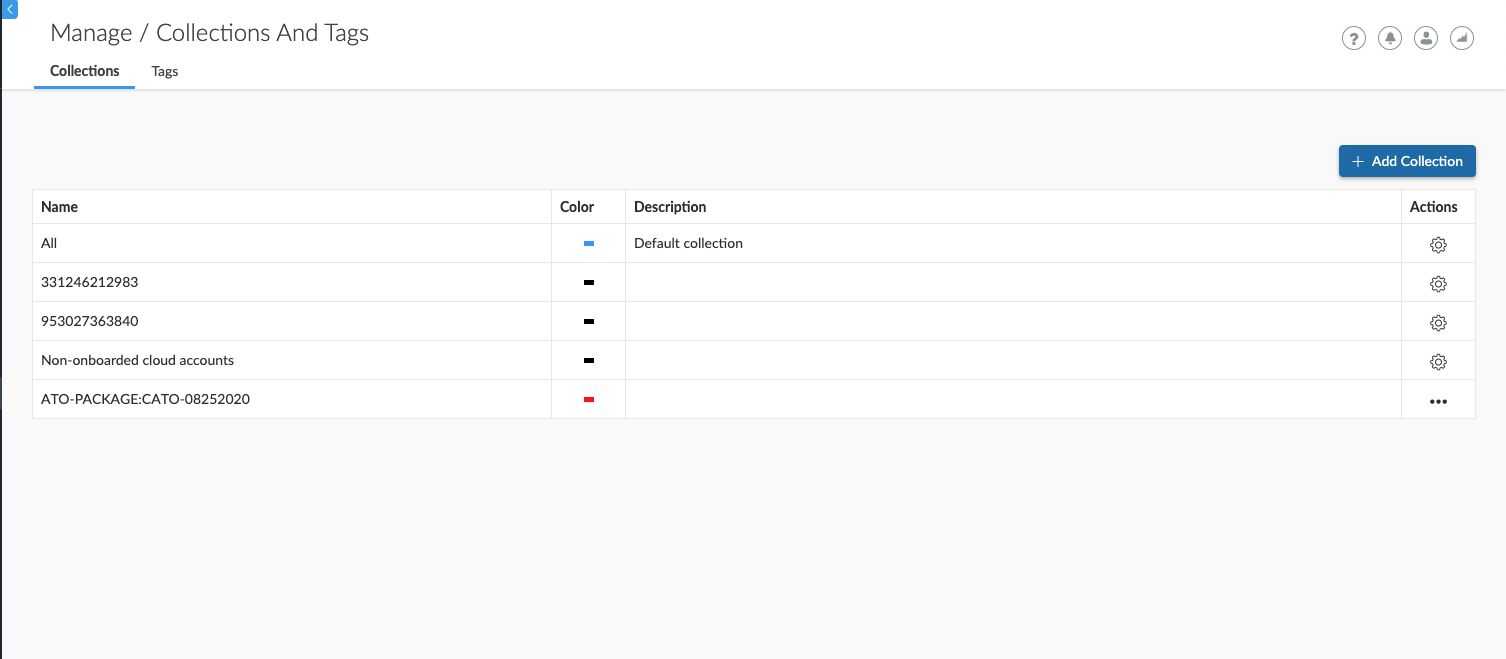 Manage / Collections And Tags
Collections Tags
+ Add Collection
Name Color Description Actions
All Default collection
331246212983
953027363840
Non-onboarded cloud accounts
ATO-PACKAGE:CATO-08252020